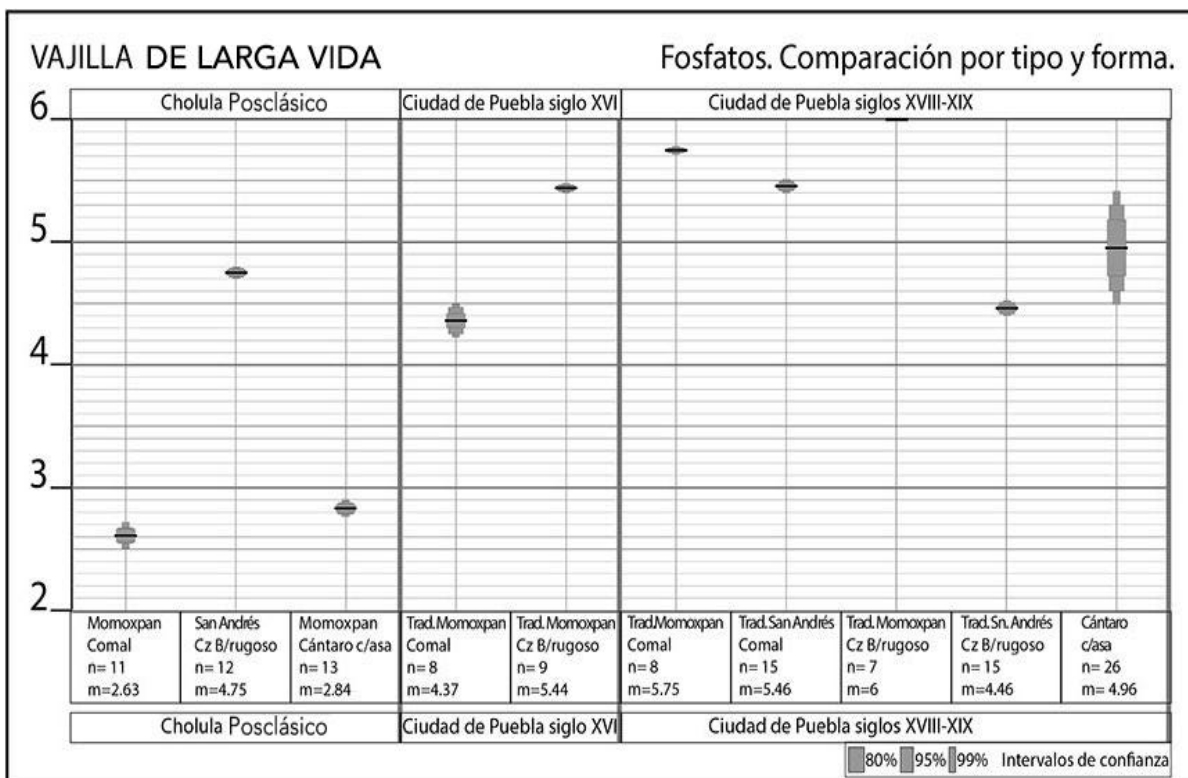 VAJILLA DE LARGA VIDA
Fosfatos. Comparación por tipo y forma.
Cholula Posclásico
Ciudad de Puebla siglo XVI
Ciudad de Puebla siglos XVIII-XIX
6
5
4
3
2
Momoxpan
Comal
n= 11
m=2.63
San Andrés
Cz B/rugoso
n= 12
m=4.75
Momoxpan
Cántaro c/asa
n= 13
m=2.84
Trad.Momoxpan
Comal
n= 8
m=4.37
Trad.Momoxpan
Cz B/rugoso
n= 9
m=5.44
Trad.Momoxpan
Comal
n= 8
m=5.75
Trad.San Andrés
Comal
n= 15
m=5.46
Trad.Momoxpan
Cz B/rugoso
n= 7
m=6
Trad.Sn. Andrés
Cz B/rugoso
n= 15
m=4.46
Cántaro
c/asa
n= 26
m= 4.96
Cholula Posclásico
Ciudad de Puebla siglo XVI
Ciudad de Puebla siglos XVIII-XIX
80% 95% 99% Intervalos de confianza